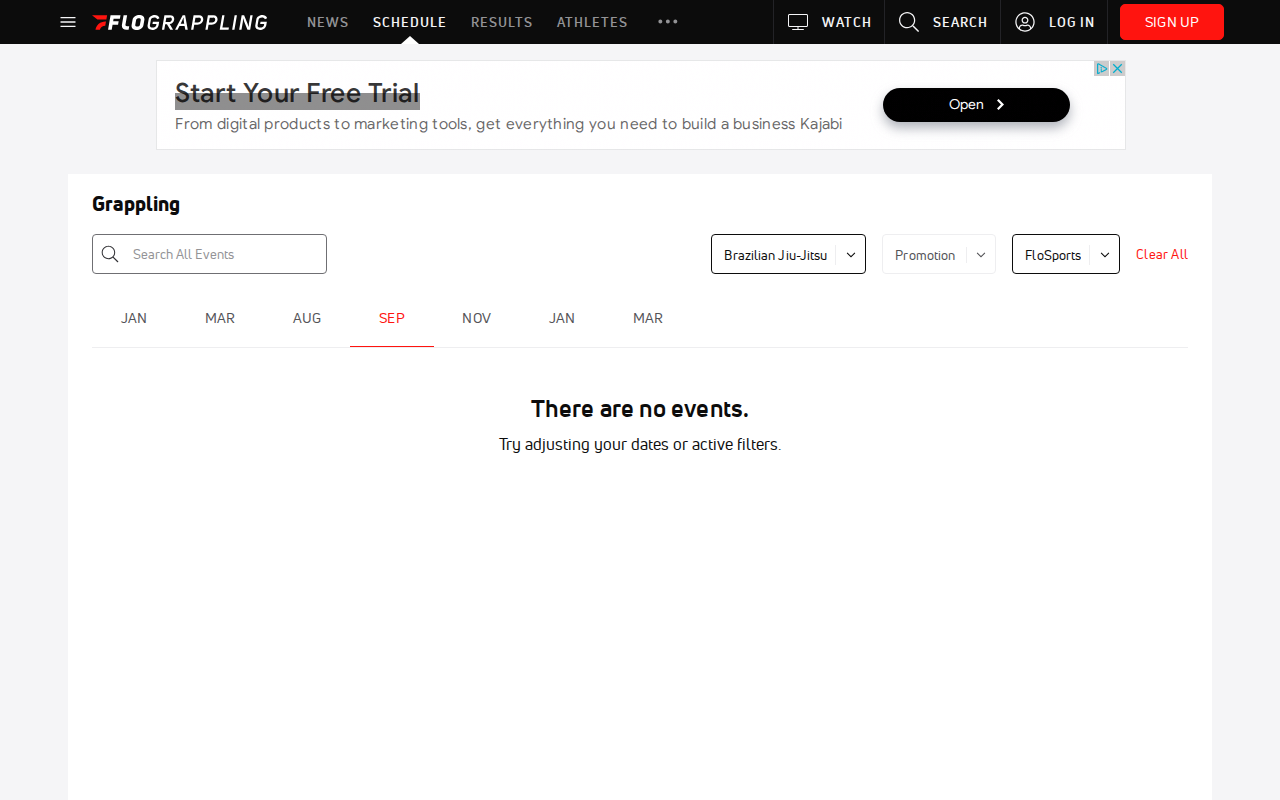 FLOGRAPPLING NEWS SCHEDULE RESULTS ATHLETES WATCH SEARCH LOG IN SIGN UP
Start Your Free Trial
From digital products to marketing tools, get everything you need to build a business Kajabi
Open
Grappling
Search All Events
Brazilian Jiu-Jitsu Promotion FloSports Clear All
JAN MAR AUG SEP NOV JAN MAR
There are no events.
Try adjusting your dates or active filters.